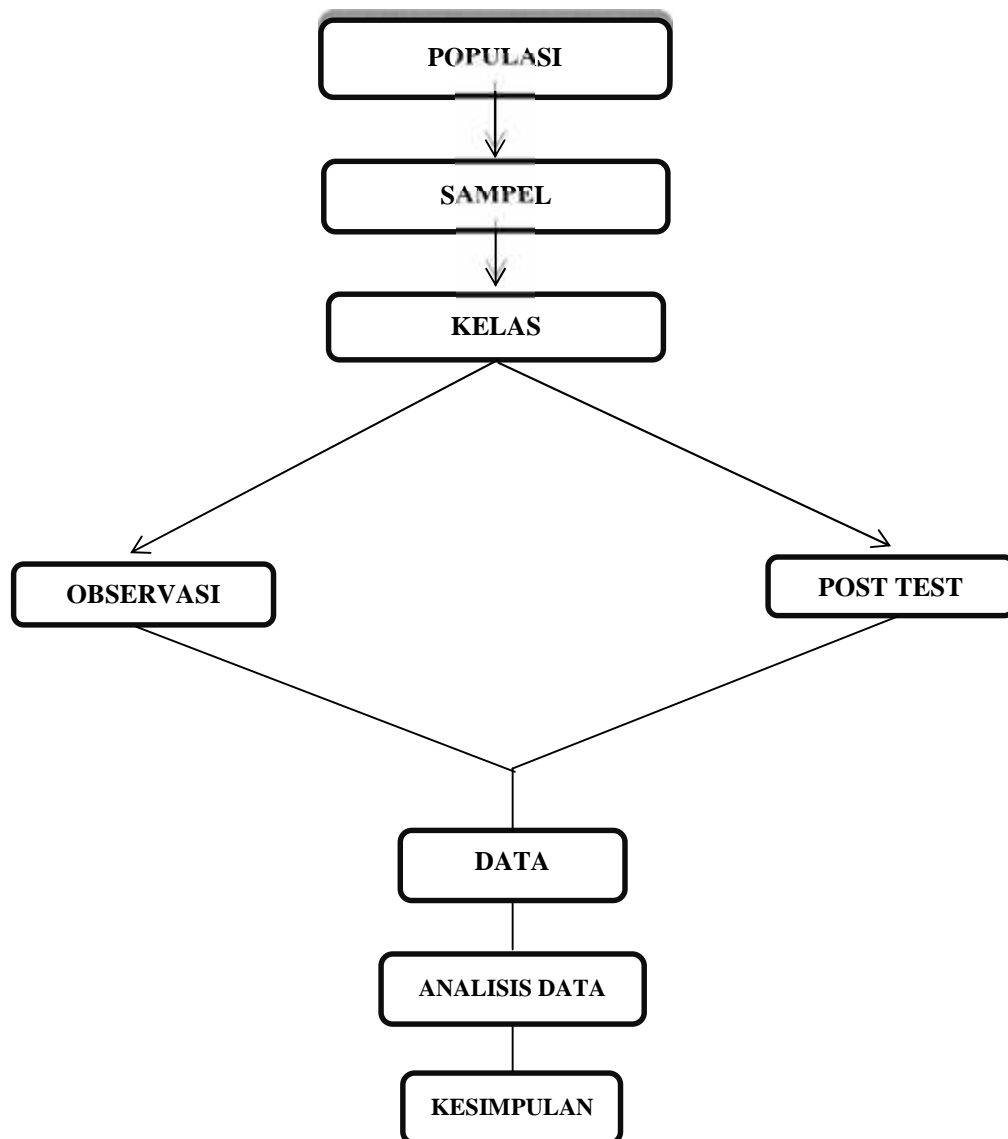 POPULASI
SAMPEL
KELAS
OBSERVASI
POST TEST
DATA
ANALISIS DATA
KESIMPULAN